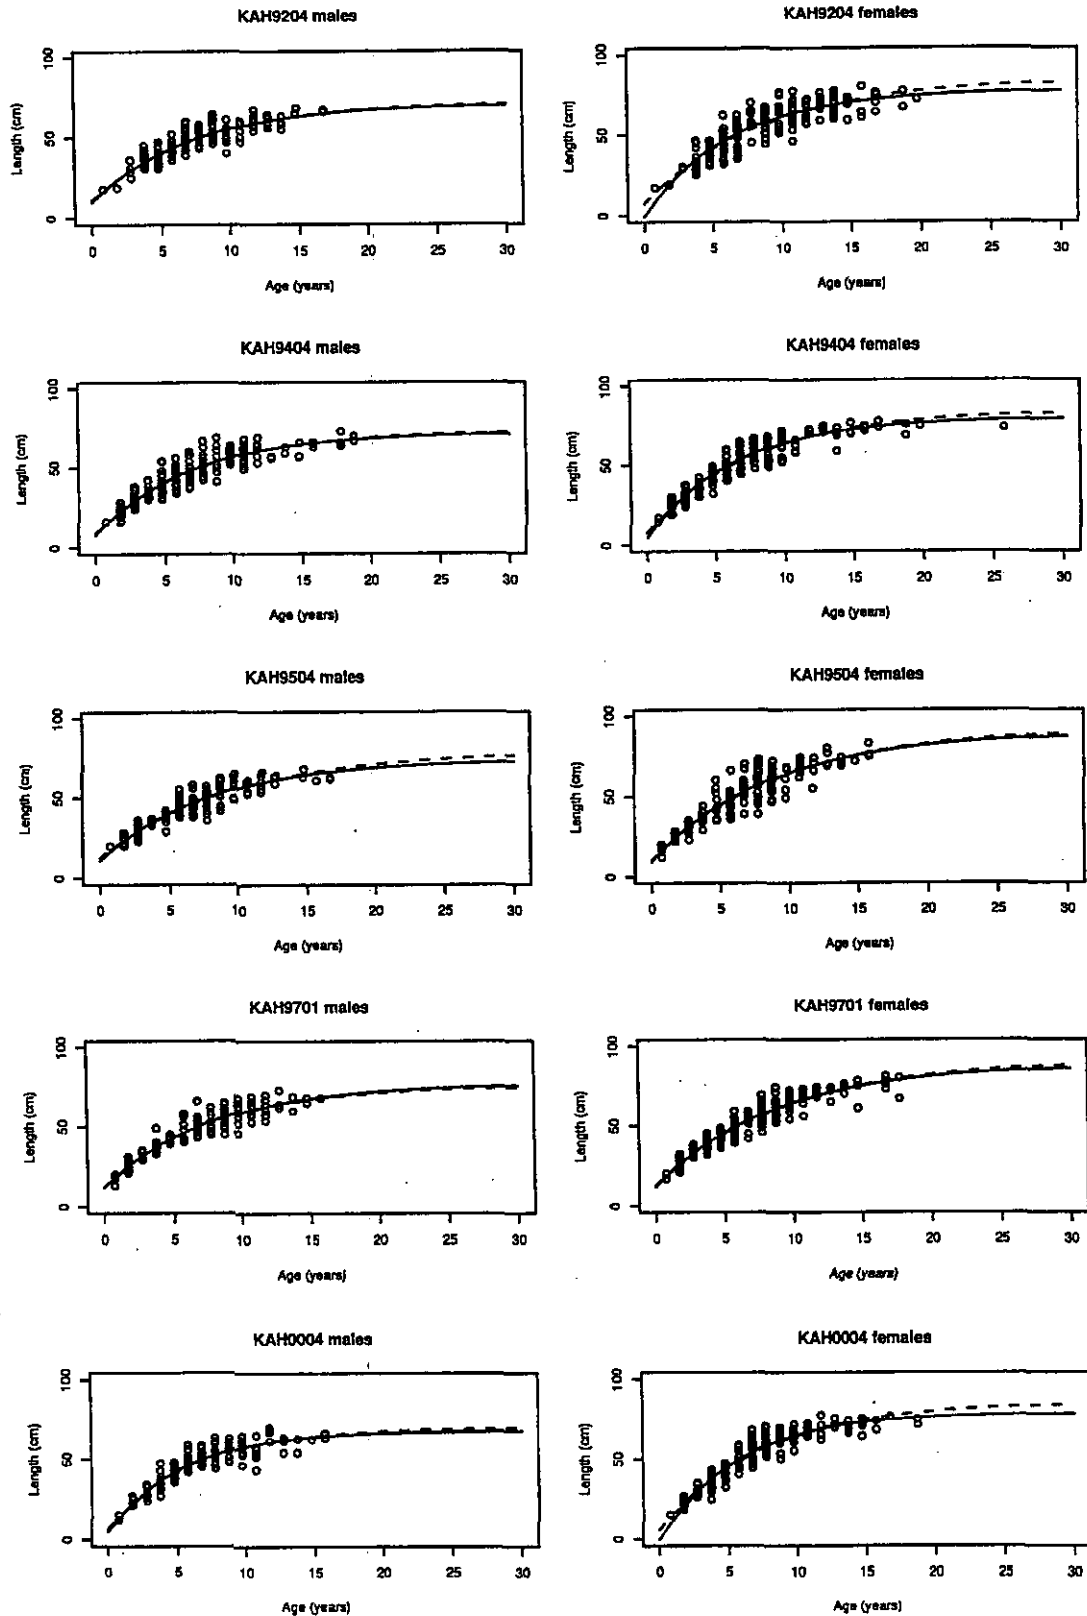 KAH9204 males
Length (cm)
100
50
0
0 5 10 15 20 25 30
Age (years)
KAH9204 females
Length (cm)
100
50
0
0 5 10 15 20 25 30
Age (years)
KAH9404 males
Length (cm)
100
50
0
0 5 10 15 20 25 30
Age (years)
KAH9404 females
Length (cm)
100
50
0
0 5 10 15 20 25 30
Age (years)
KAH9504 males
Length (cm)
100
50
0
0 5 10 15 20 25 30
Age (years)
KAH9504 females
Length (cm)
100
50
0
0 5 10 15 20 25 30
Age (years)
KAH9701 males
Length (cm)
100
50
0
0 5 10 15 20 25 30
Age (years)
KAH9701 females
Length (cm)
100
50
0
0 5 10 15 20 25 30
Age (years)
KAH0004 males
Length (cm)
100
50
0
0 5 10 15 20 25 30
Age (years)
KAH0004 females
Length (cm)
100
50
0
0 5 10 15 20 25 30
Age (years)